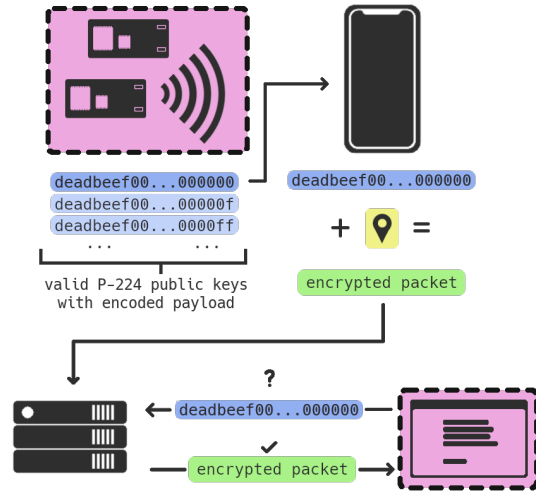 deadbeef00...000000
deadbeef00...00000f
deadbeef00...0000ff
... ...
valid P-224 public keys
with encoded payload
deadbeef00...000000
+ =
encrypted packet
?
deadbeef00...000000
encrypted packet